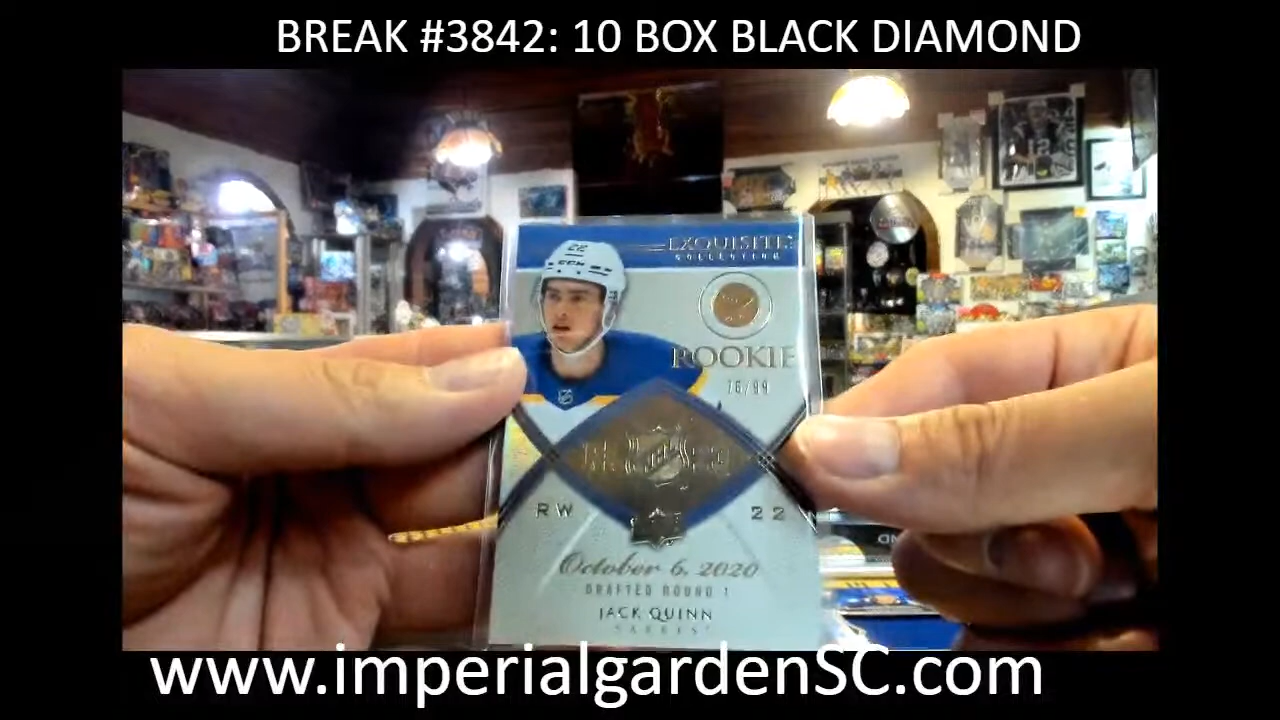 BREAK #3842: 10 BOX BLACK DIAMOND
EXQUISITE
COLLECTION
22
CCM
ROOKIE
76/99
RW
22
October 6, 2020
DRAFTED ROUND 1
JACK QUINN
SABRES
www.imperialgardenSC.com